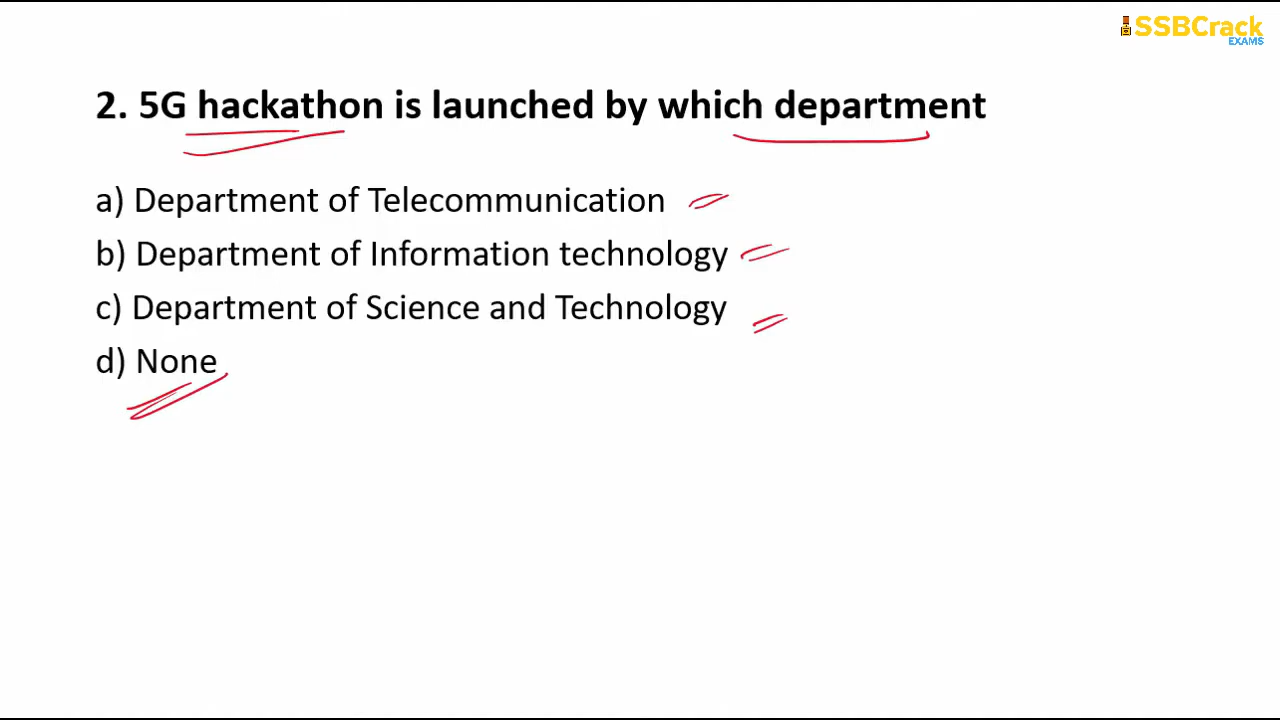 SSBCrack
EXAMS
2. 5G hackathon is launched by which department
a) Department of Telecommunication
b) Department of Information technology
c) Department of Science and Technology
d) None